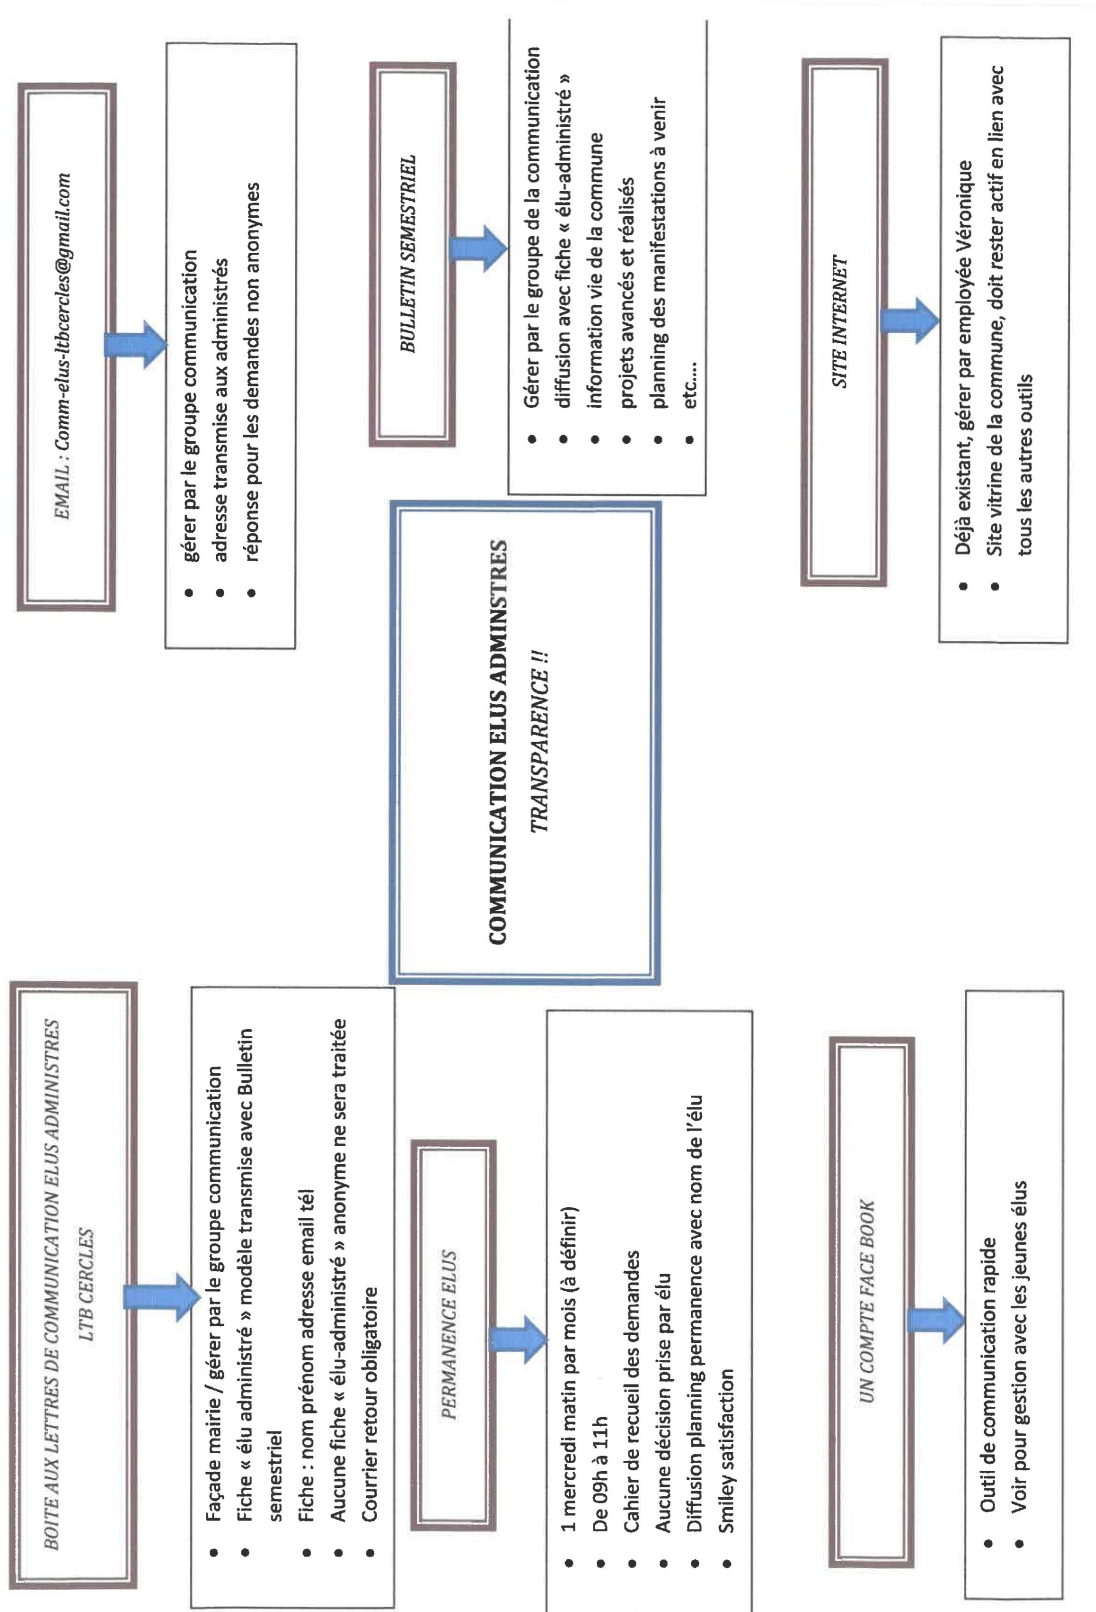 BOITE AUX LETTRES DE COMMUNICATION ELUS ADMINISTRES
LTB CERCLES
• Façade mairie / gérer par le groupe communication
• Fiche « élu administré » modèle transmise avec Bulletin
semestriel
• Fiche : nom prénom adresse email tél
• Aucune fiche « élu-administré » anonyme ne sera traitée
• Courrier retour obligatoire
EMAIL : Comm-elus-ltbcercles@gmail.com
• gérer par le groupe communication
• adresse transmise aux administrés
• réponse pour les demandes non anonymes
PERMANENCE ELUS
• 1 mercredi matin par mois (à définir)
• De 09h à 11h
• Cahier de recueil des demandes
• Aucune décision prise par élu
• Diffusion planning permanence avec nom de l'élu
• Smiley satisfaction
COMMUNICATION ELUS ADMINSTRES
TRANSPARENCE !!
BULLETIN SEMESTRIEL
• Gérer par le groupe de la communication
• diffusion avec fiche « élu-administré »
• information vie de la commune
• projets avancés et réalisés
• planning des manifestations à venir
• etc....
UN COMPTE FACE BOOK
• Outil de communication rapide
• Voir pour gestion avec les jeunes élus
SITE INTERNET
• Déjà existant, gérer par employée Véronique
• Site vitrine de la commune, doit rester actif en lien avec
tous les autres outils